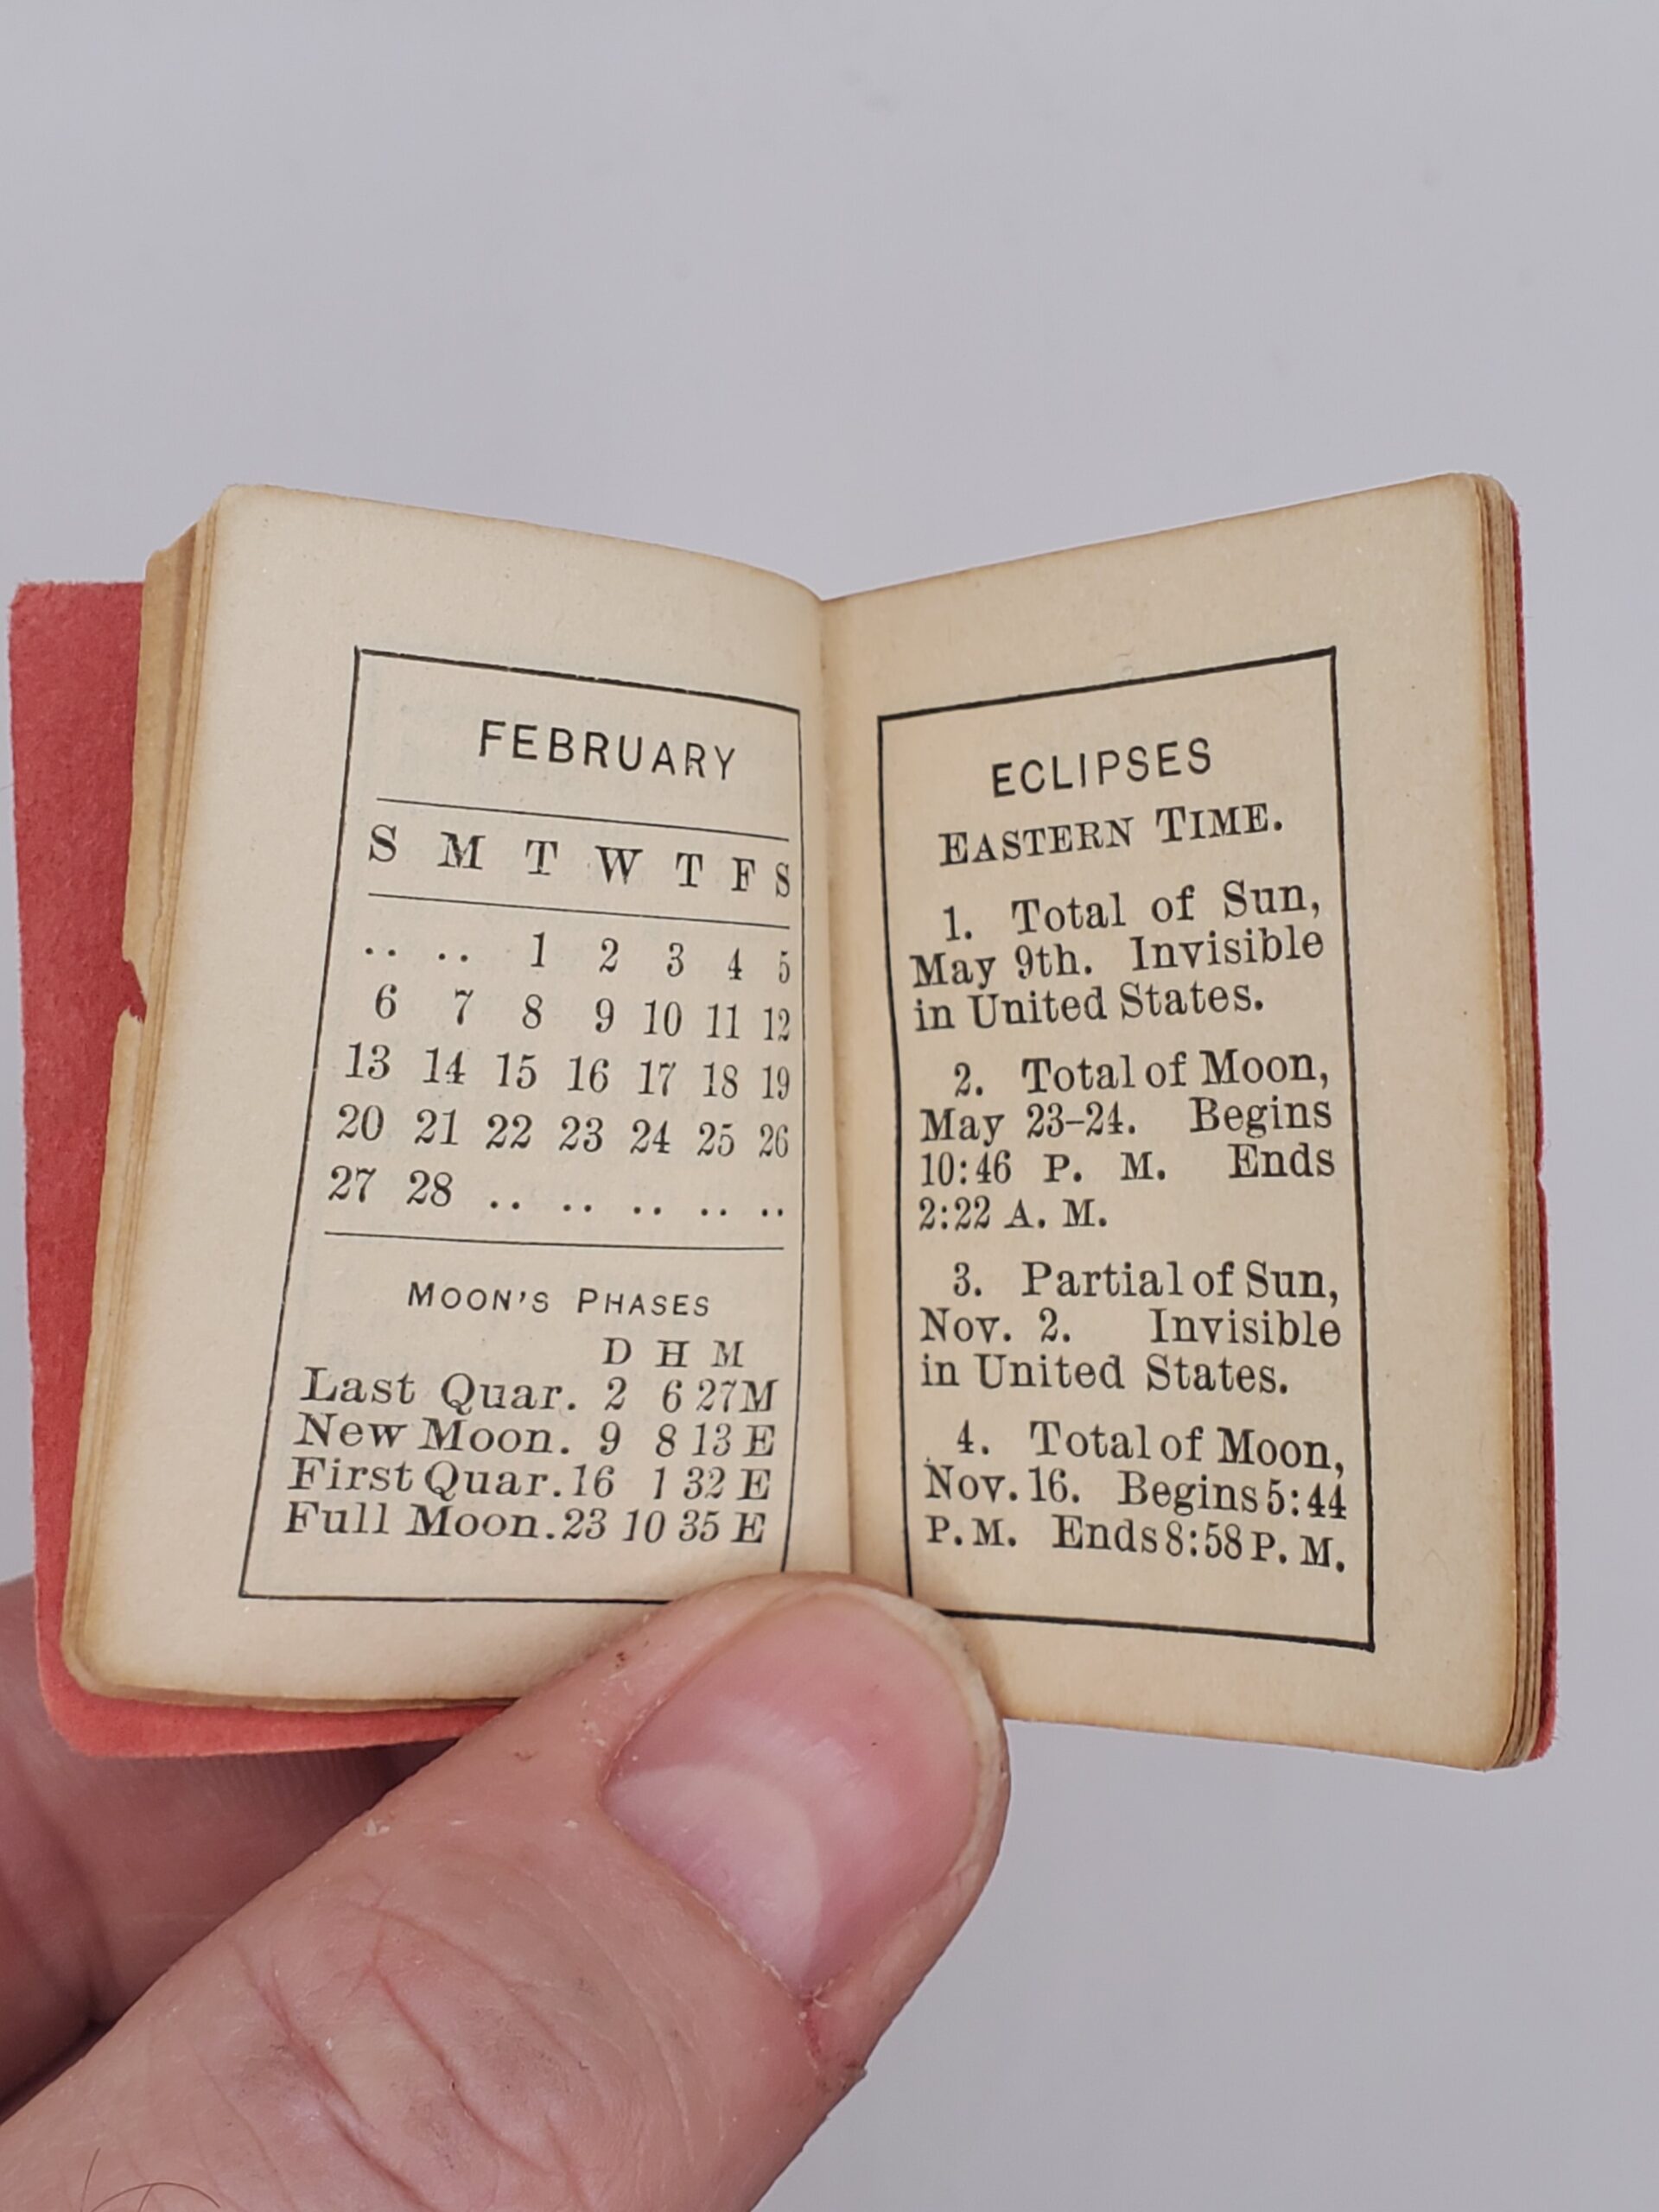 FEBRUARY
S M T W T F S
.. .. 1 2 3 4 5
6 7 8 9 10 11 12
13 14 15 16 17 18 19
20 21 22 23 24 25 26
27 28 .. .. .. .. ..
MOON'S PHASES
D H M
Last Quar. 2 6 27 M
New Moon. 9 8 13 E
First Quar. 16 1 32 E
Full Moon. 23 10 35 E
ECLIPSES
EASTERN TIME.
1. Total of Sun,
May 9th. Invisible
in United States.
2. Total of Moon,
May 23-24. Begins
10:46 P. M. Ends
2:22 A. M.
3. Partial of Sun,
Nov. 2. Invisible
in United States.
4. Total of Moon,
Nov. 16. Begins 5:44
P. M. Ends 8:58 P. M.